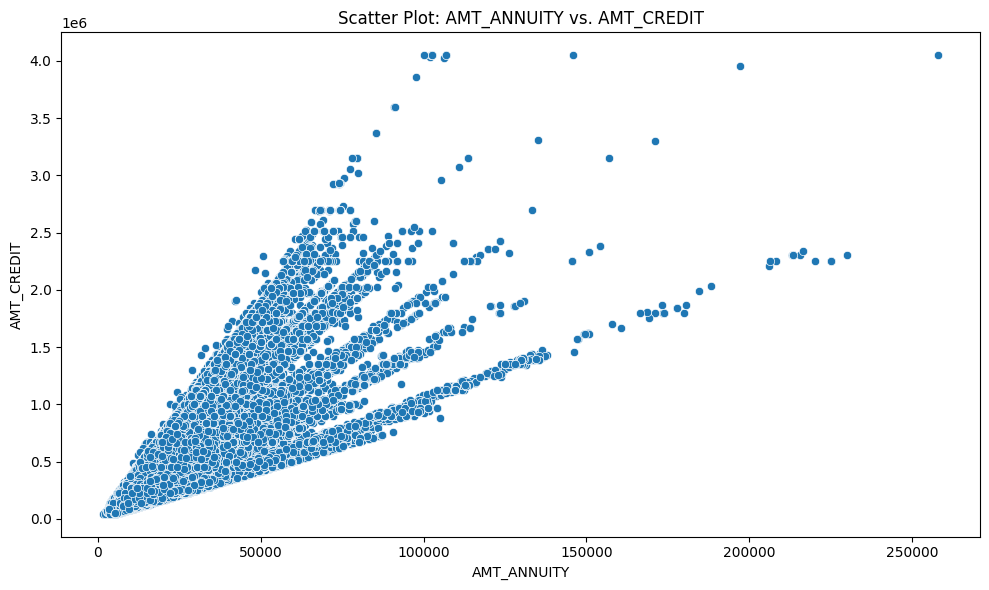 Scatter Plot: AMT_ANNUITY vs. AMT_CREDIT
1e6
4.0
3.5
3.0
2.5
2.0
1.5
1.0
0.5
0.0
AMT_CREDIT
0 50000 100000 150000 200000 250000
AMT_ANNUITY